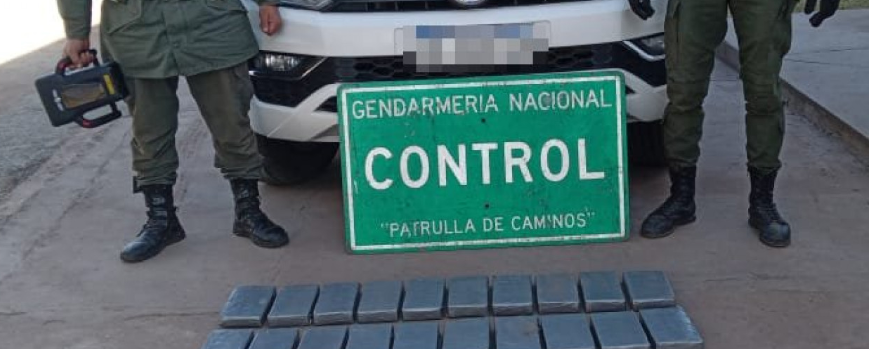 GENDARMERIA NACIONAL
CONTROL
"PATRULLA DE CAMINOS"